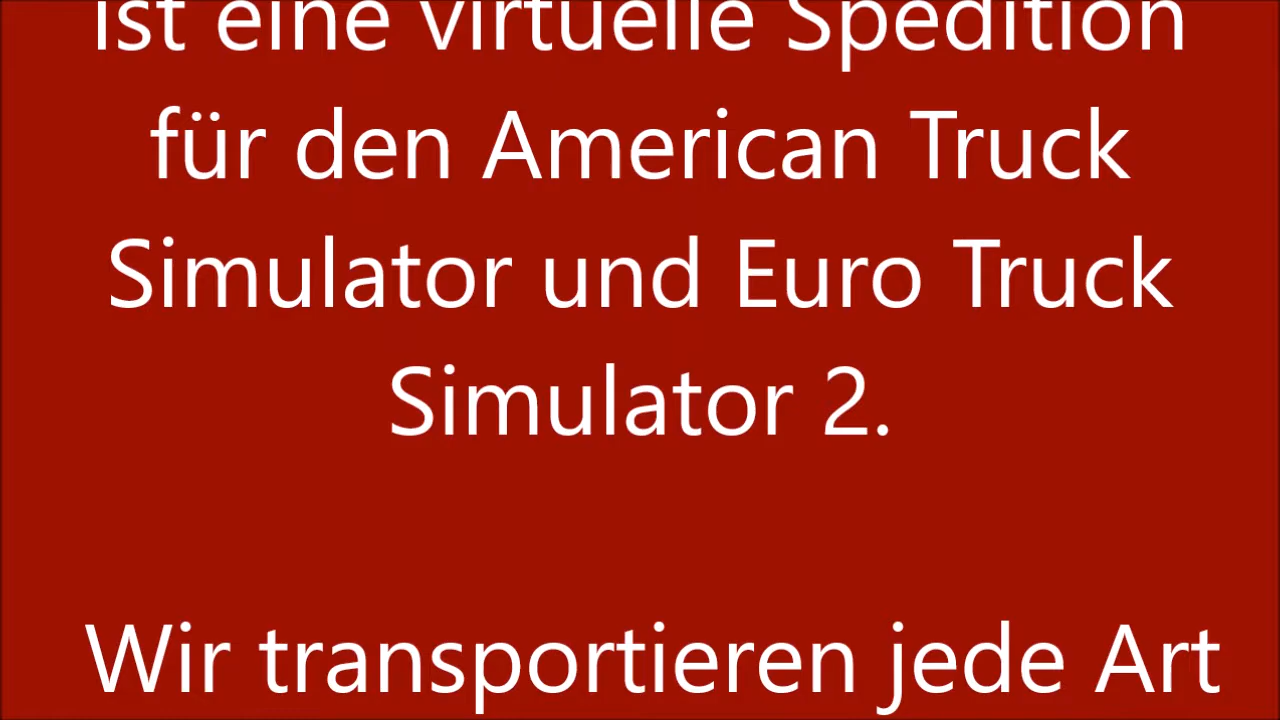 ist eine virtuelle Spedition
für den American Truck
Simulator und Euro Truck
Simulator 2.
Wir transportieren jede Art